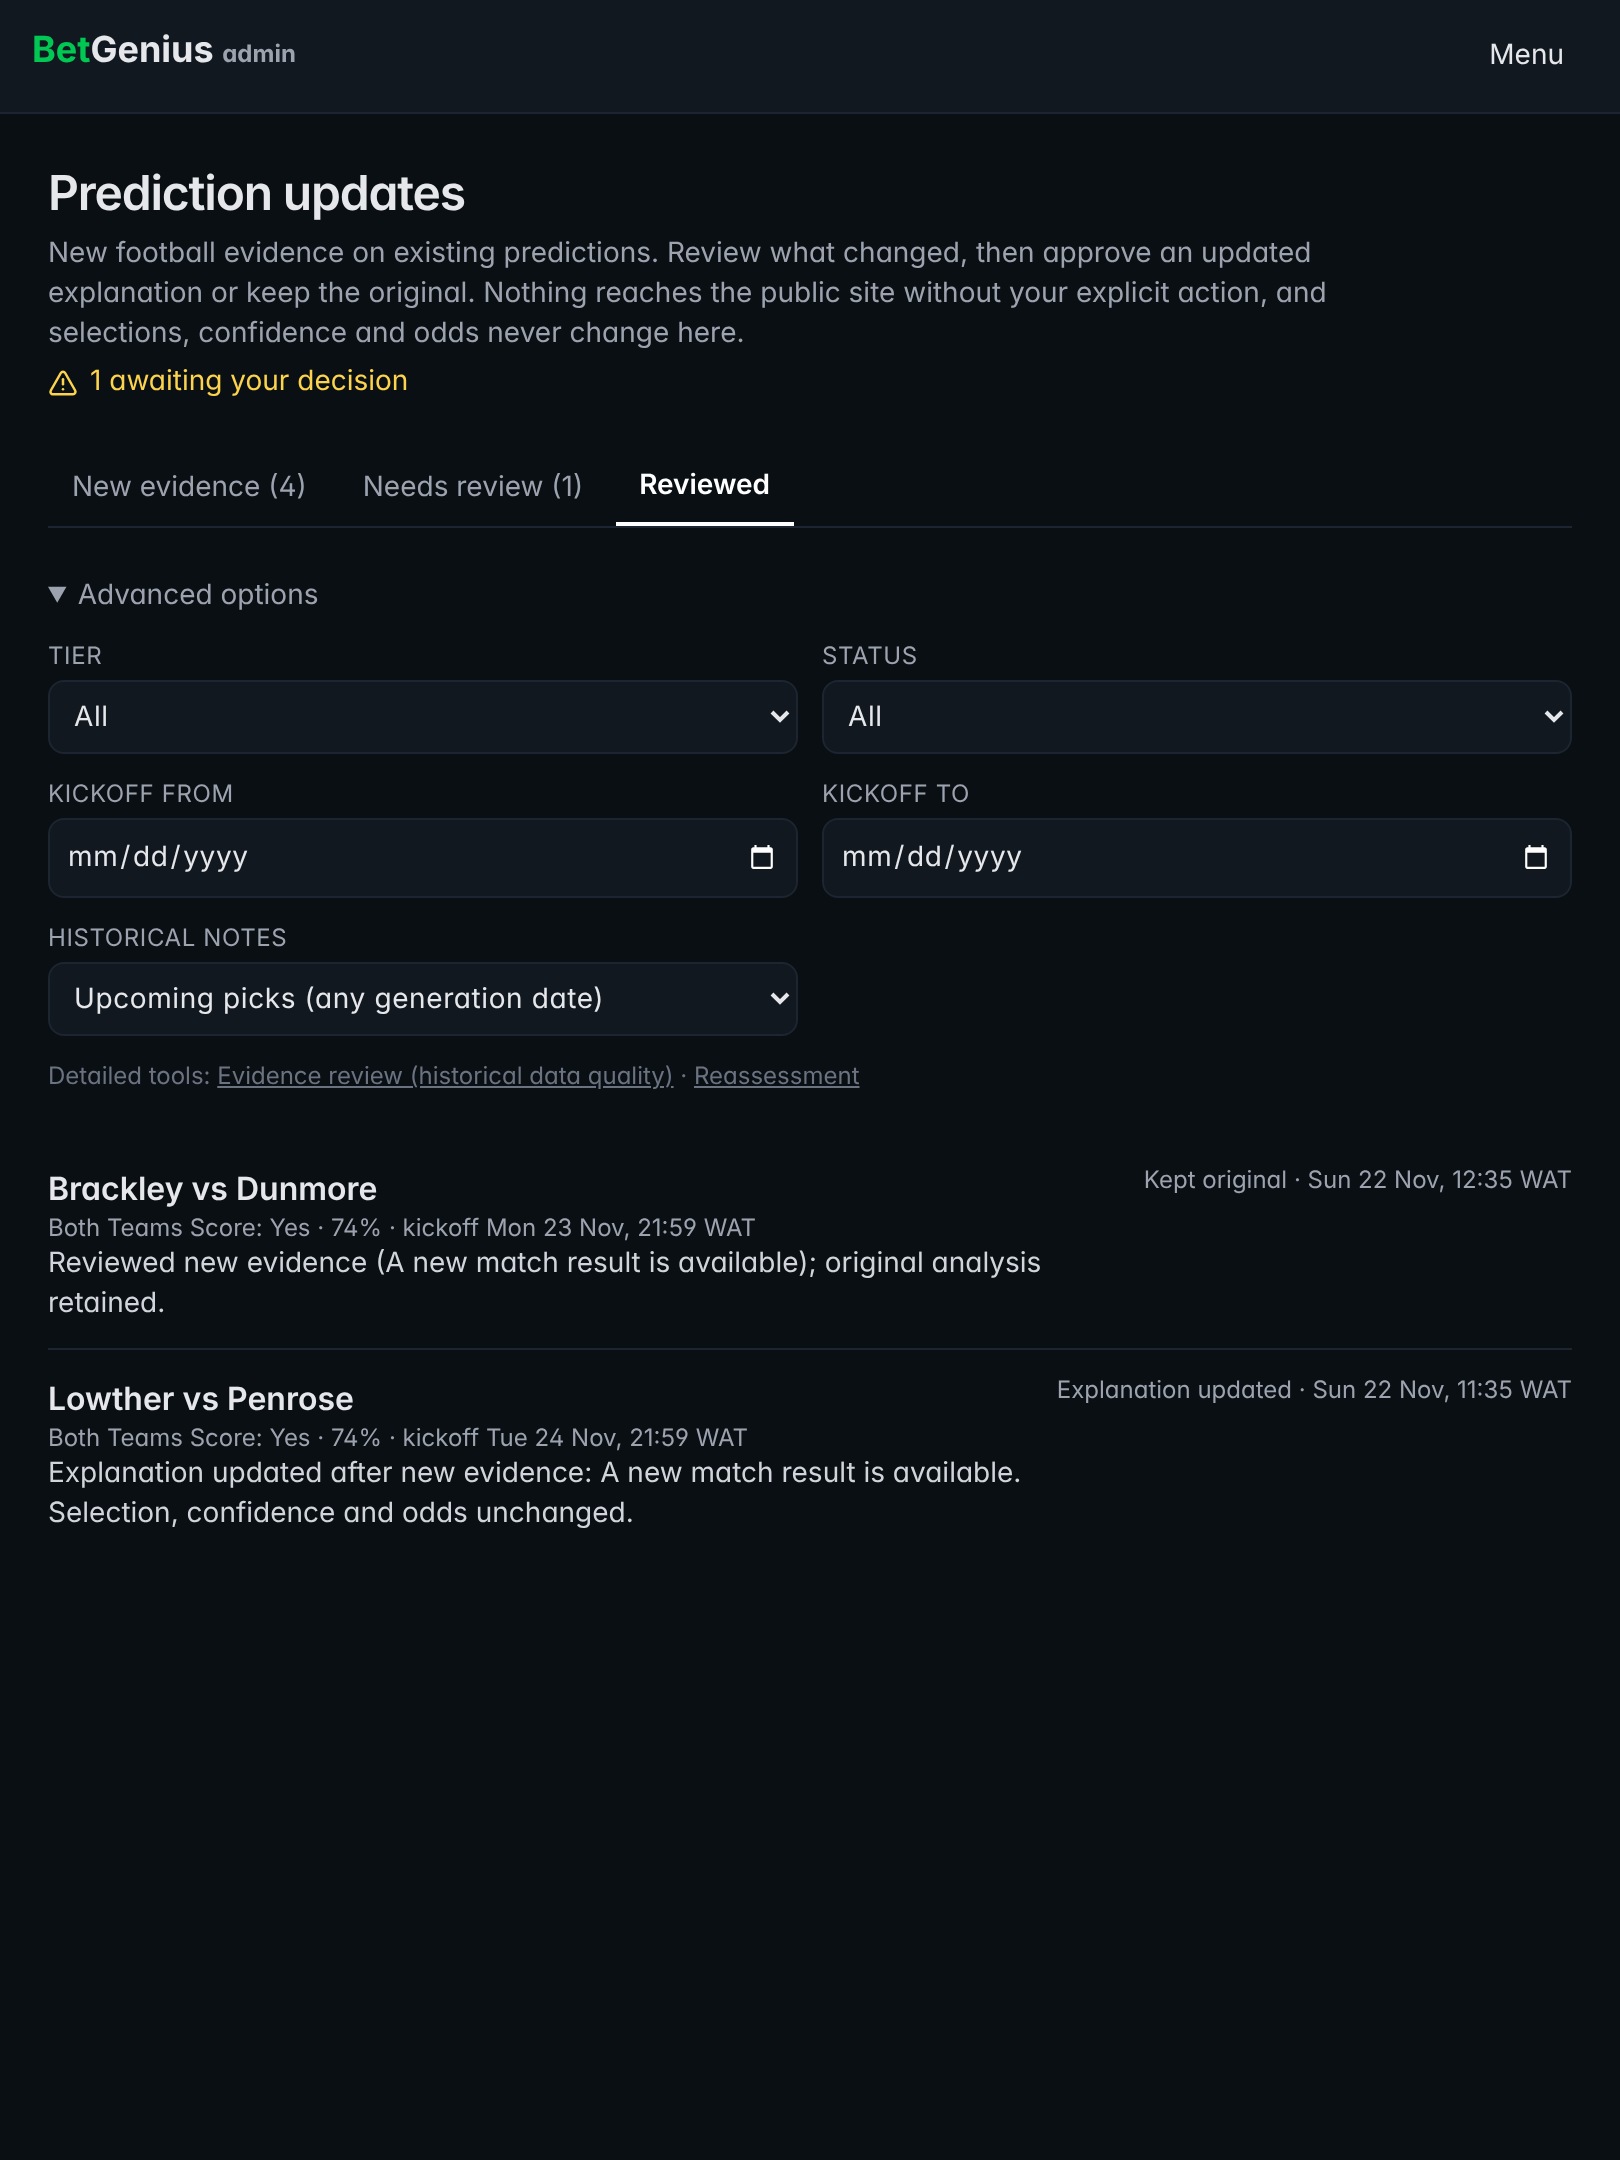 BetGenius admin
Menu
Prediction updates
New football evidence on existing predictions. Review what changed, then approve an updated
explanation or keep the original. Nothing reaches the public site without your explicit action, and
selections, confidence and odds never change here.
1 awaiting your decision
New evidence (4)
Needs review (1)
Reviewed
▼ Advanced options
TIER
STATUS
All
All
KICKOFF FROM
KICKOFF TO
mm/dd/yyyy
mm/dd/yyyy
HISTORICAL NOTES
Upcoming picks (any generation date)
Detailed tools: Evidence review (historical data quality) · Reassessment
Brackley vs Dunmore
Kept original · Sun 22 Nov, 12:35 WAT
Both Teams Score: Yes · 74% · kickoff Mon 23 Nov, 21:59 WAT
Reviewed new evidence (A new match result is available); original analysis
retained.
Lowther vs Penrose
Explanation updated · Sun 22 Nov, 11:35 WAT
Both Teams Score: Yes · 74% · kickoff Tue 24 Nov, 21:59 WAT
Explanation updated after new evidence: A new match result is available.
Selection, confidence and odds unchanged.